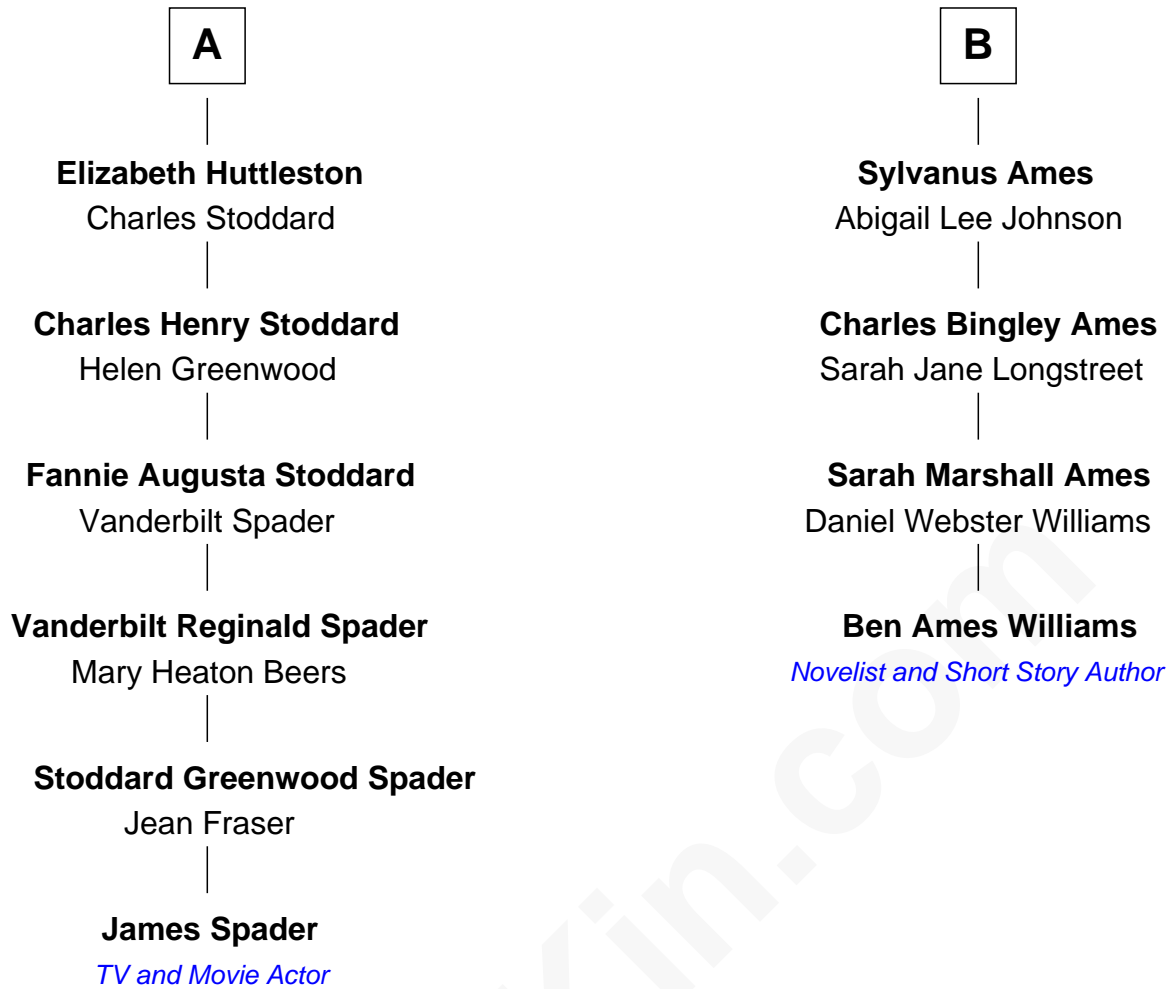 A
Elizabeth Huttleston
Charles Stoddard
Charles Henry Stoddard
Helen Greenwood
Fannie Augusta Stoddard
Vanderbilt Spader
Vanderbilt Reginald Spader
Mary Heaton Beers
Stoddard Greenwood Spader
Jean Fraser
James Spader
TV and Movie Actor
B
Sylvanus Ames
Abigail Lee Johnson
Charles Bingley Ames
Sarah Jane Longstreet
Sarah Marshall Ames
Daniel Webster Williams
Ben Ames Williams
Novelist and Short Story Author
Kin.com